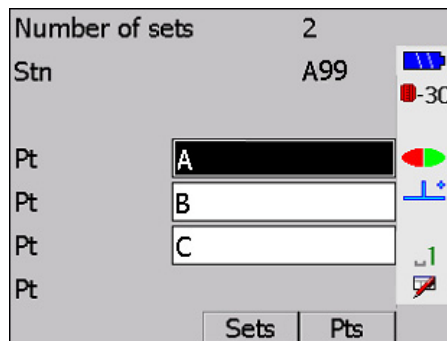 Number of sets 2
Stn A99
-30
Pt A
Pt B
Pt C
1
Pt
Sets Pts